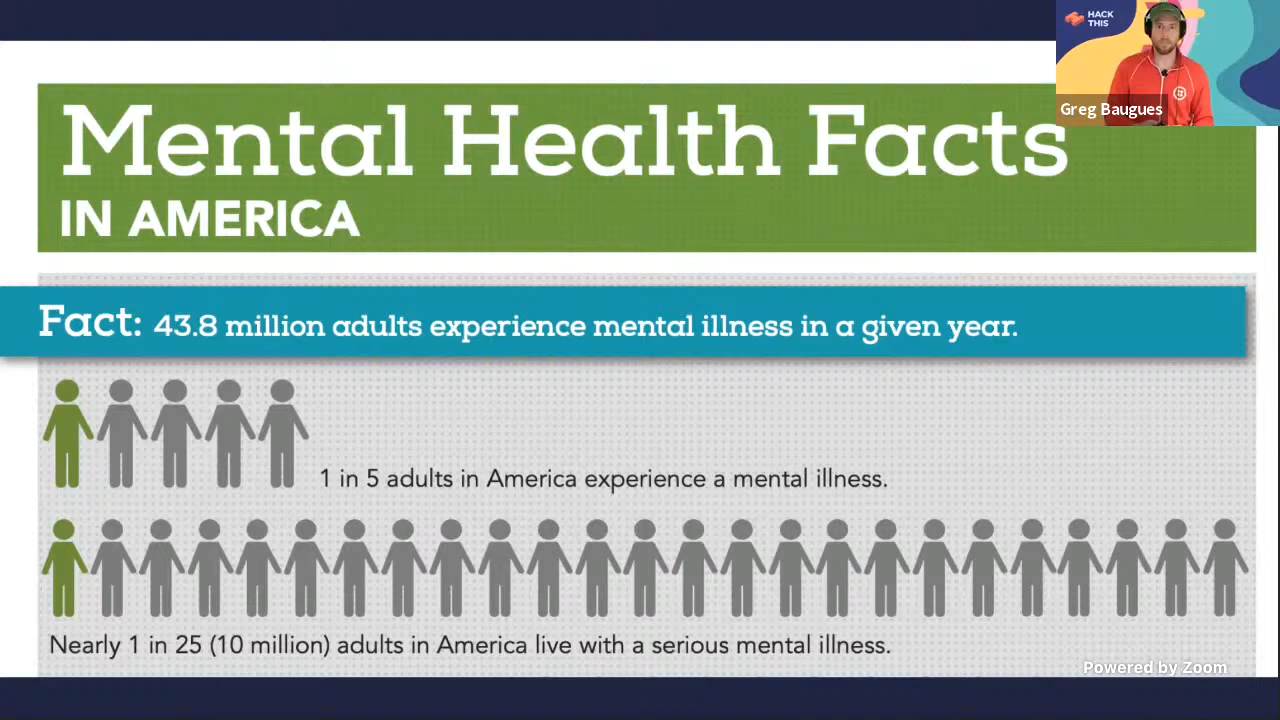 HACK
THIS
Greg Baugues
Mental Health Facts
IN AMERICA
Fact: 43.8 million adults experience mental illness in a given year.
1 in 5 adults in America experience a mental illness.
Nearly 1 in 25 (10 million) adults in America live with a serious mental illness.
Powered by Zoom